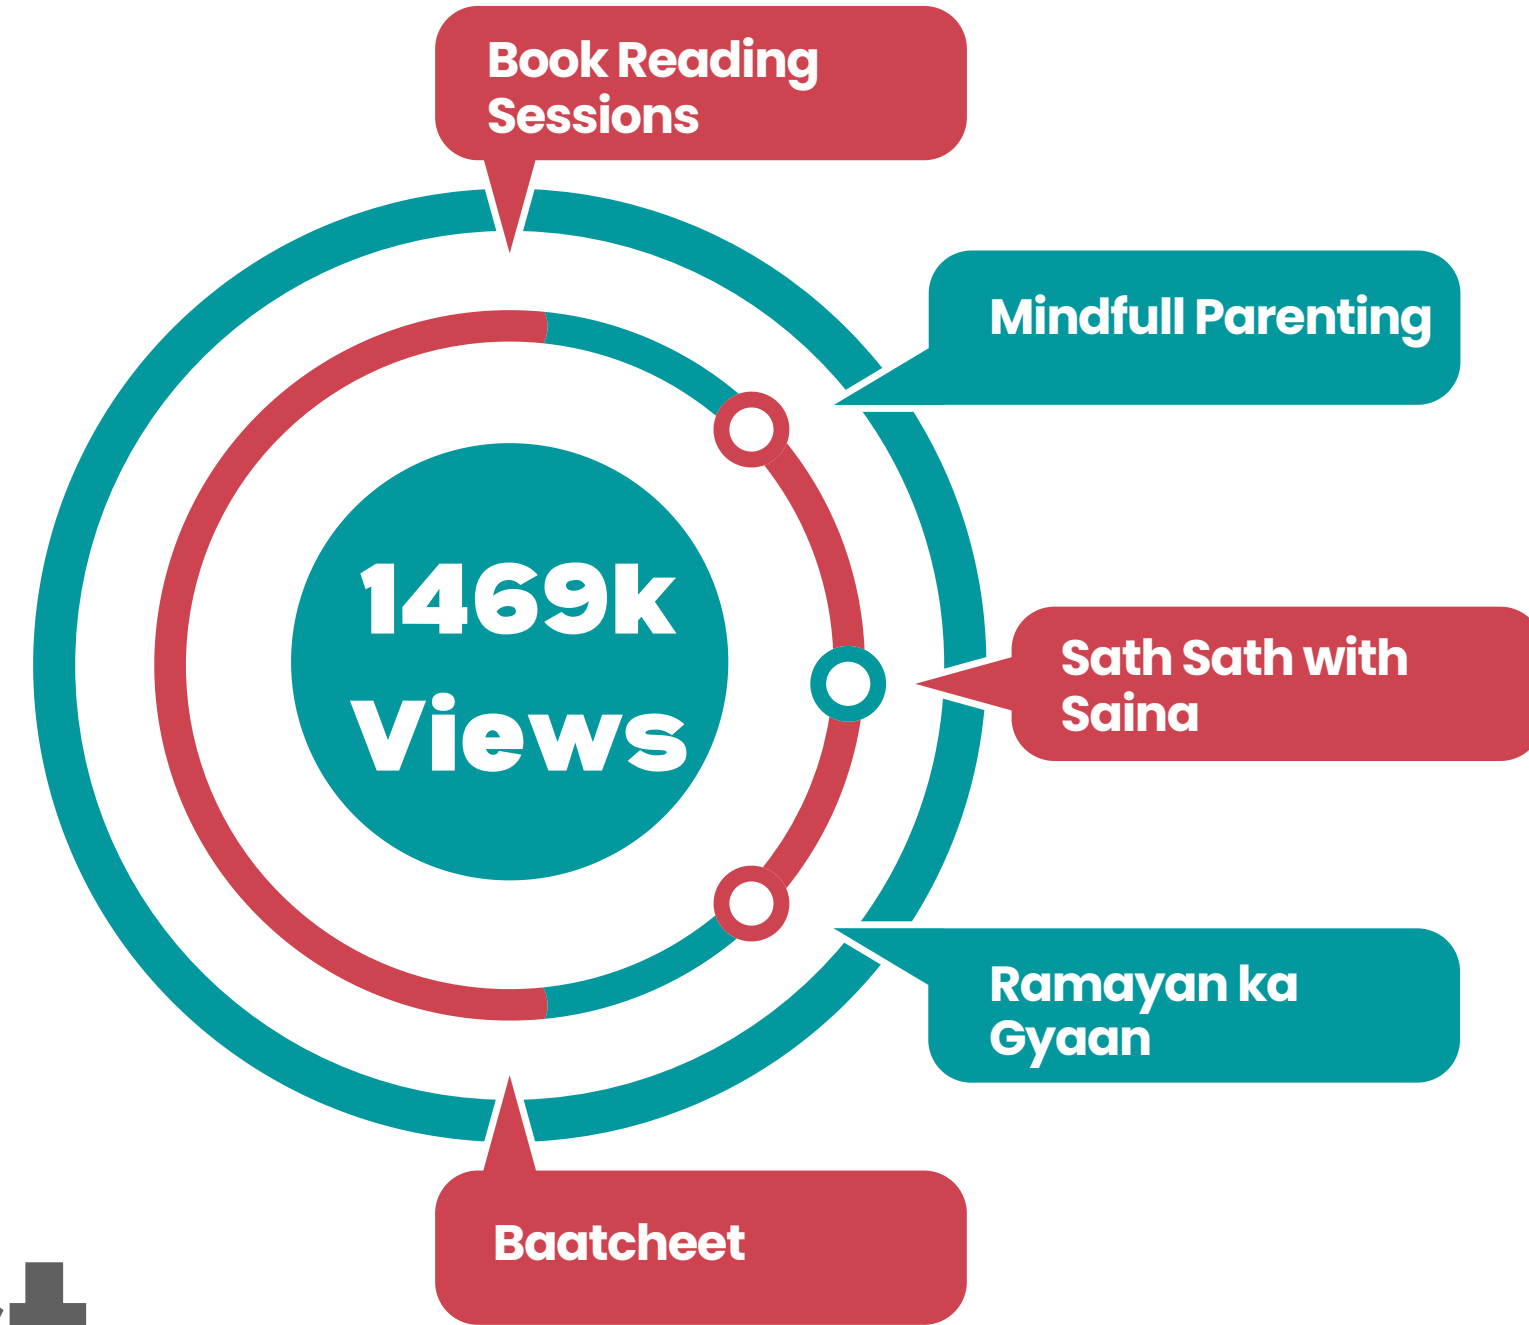 Book Reading
Sessions
Mindfull Parenting
1469k
Views
Sath Sath with
Saina
Ramayan ka
Gyaan
Baatcheet